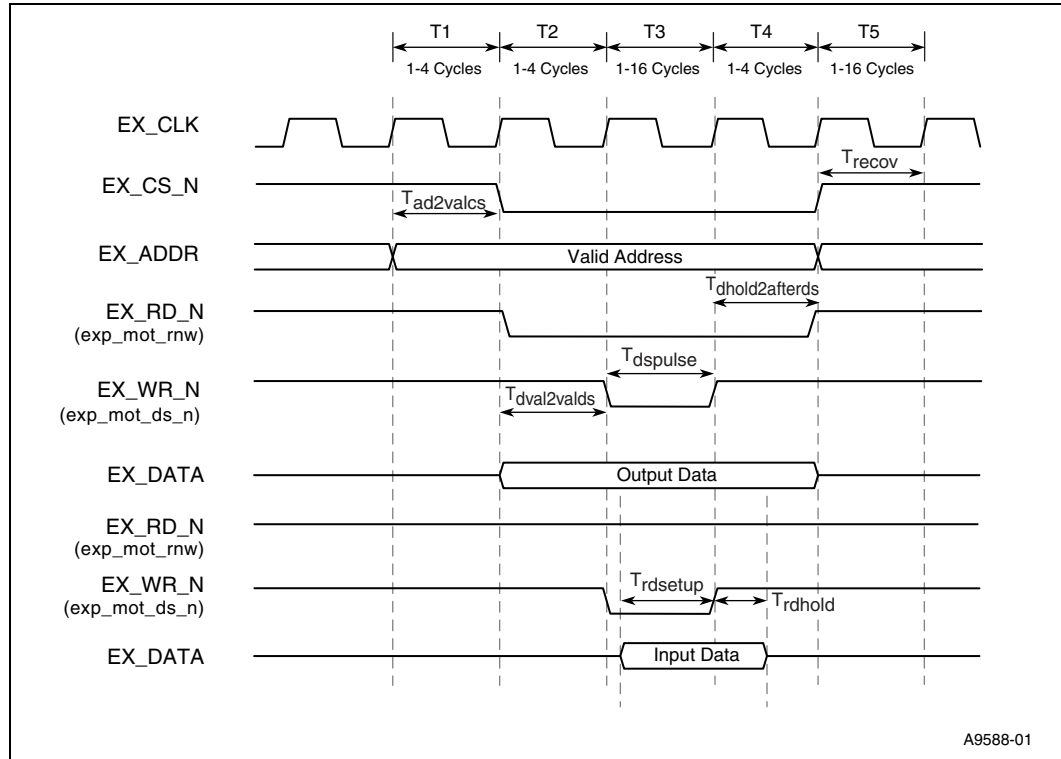 T1 T2 T3 T4 T5
1-4 Cycles 1-4 Cycles 1-16 Cycles 1-4 Cycles 1-16 Cycles
EX_CLK
Trecov
EX_CS_N
Tad2valcs
EX_ADDR
Valid Address
Tdhold2afterds
EX_RD_N
(exp_mot_rnw)
Tdspulse
EX_WR_N
(exp_mot_ds_n)
Tdval2valds
EX_DATA
Output Data
EX_RD_N
(exp_mot_rnw)
EX_WR_N
(exp_mot_ds_n)
Trdsetup
Trdhold
EX_DATA
Input Data
A9588-01